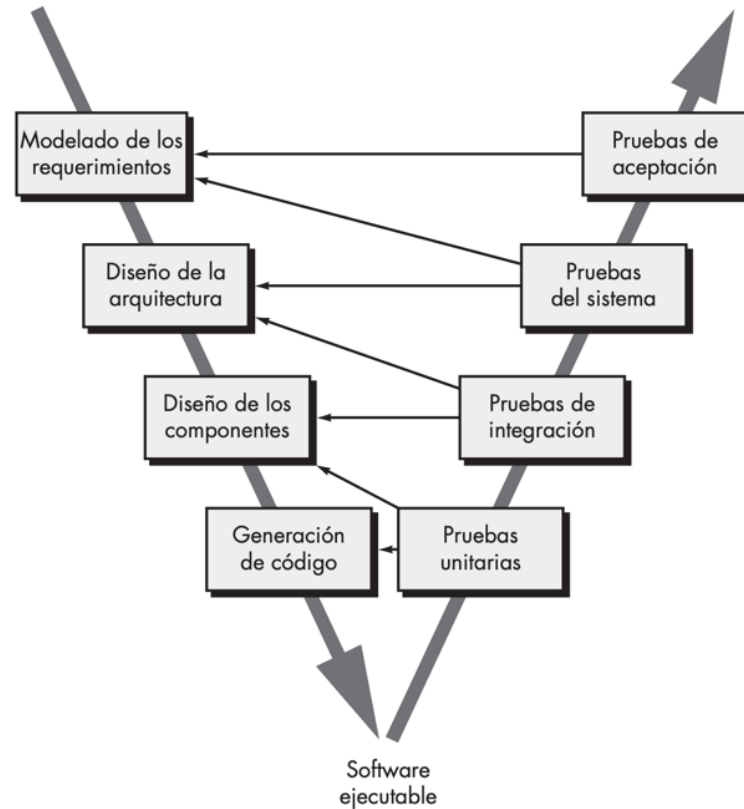 Modelado de los
requerimientos
Pruebas de
aceptación
Diseño de la
arquitectura
Pruebas
del sistema
Diseño de los
componentes
Pruebas de
integración
Generación
de código
Pruebas
unitarias
Software
ejecutable